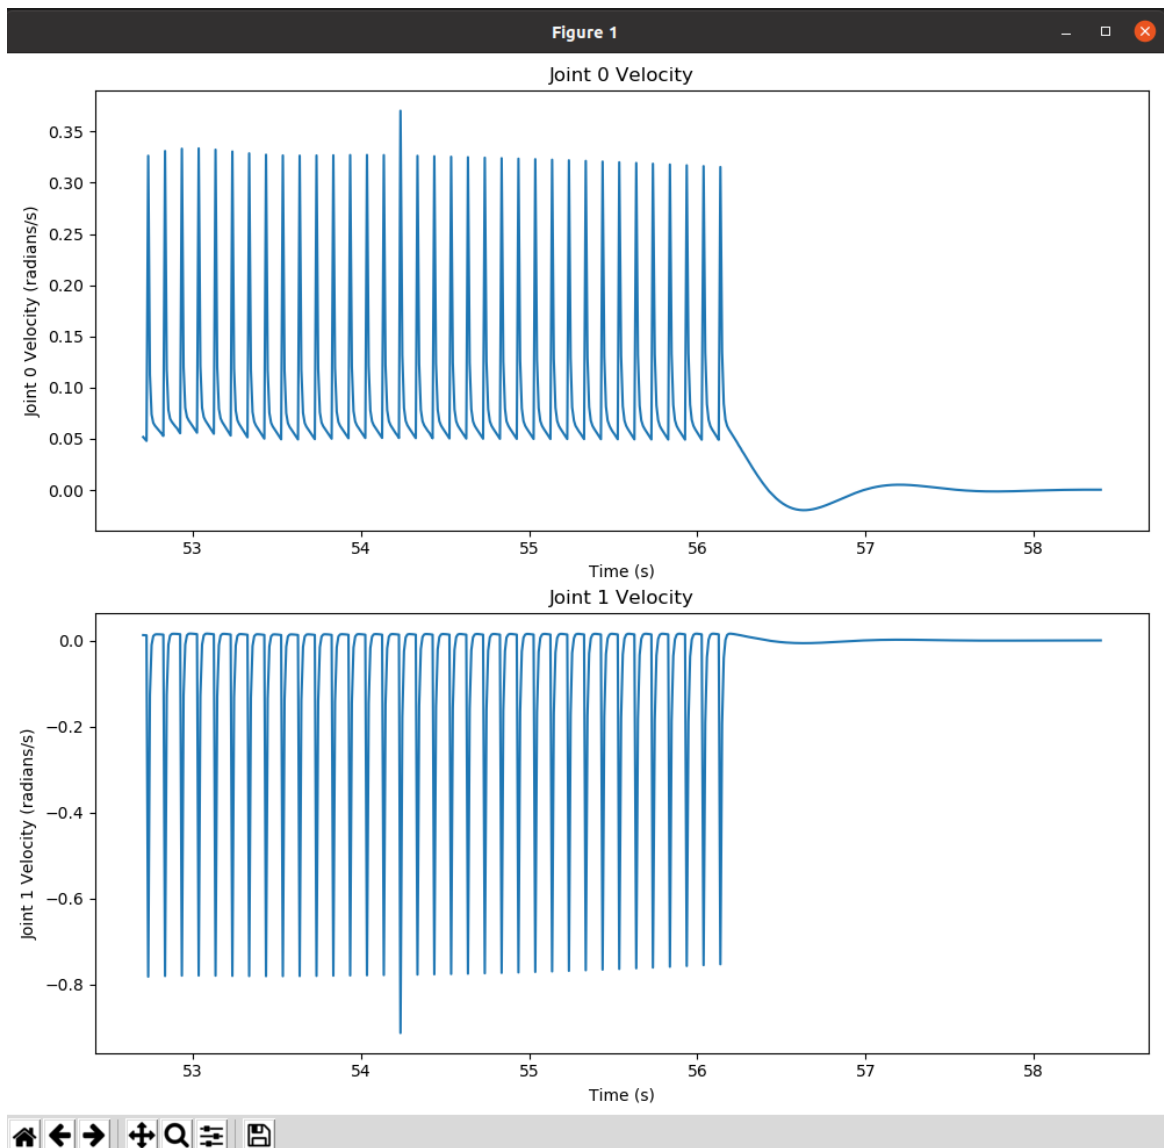 Figure 1
Joint 0 Velocity
Joint 0 Velocity (radians/s)
0.35
0.30
0.25
0.20
0.15
0.10
0.05
0.00
53 54 55 56 57 58
Time (s)
Joint 1 Velocity
Joint 1 Velocity (radians/s)
0.0
−0.2
−0.4
−0.6
−0.8
53 54 55 56 57 58
Time (s)